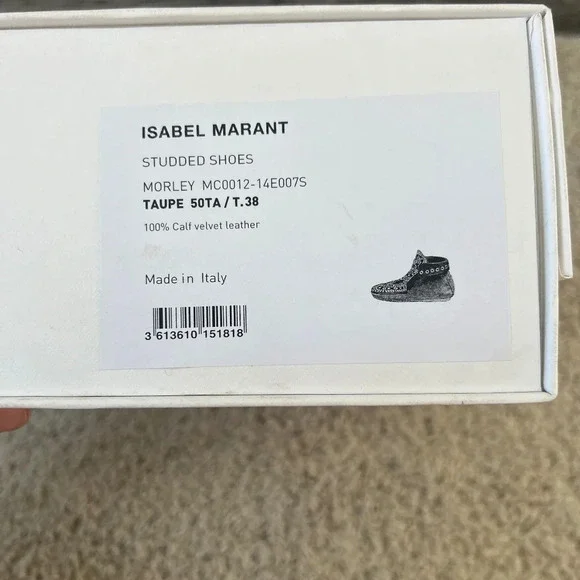 ISABEL MARANT
STUDDED SHOES
MORLEY MC0012-14E007S
TAUPE 50TA / T.38
100% Calf velvet leather
Made in Italy
3 613610 151818